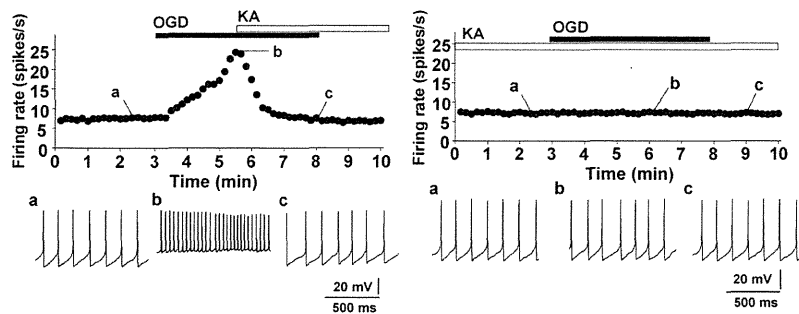 OGD
KA
Firing rate (spikes/s)
25
20
15
10
5
0
a
b
c
0 1 2 3 4 5 6 7 8 9 10
Time (min)
a
b
c
20 mV
500 ms
KA
OGD
Firing rate (spikes/s)
25
20
15
10
5
0
a
b
c
0 1 2 3 4 5 6 7 8 9 10
Time (min)
a
b
c
20 mV
500 ms